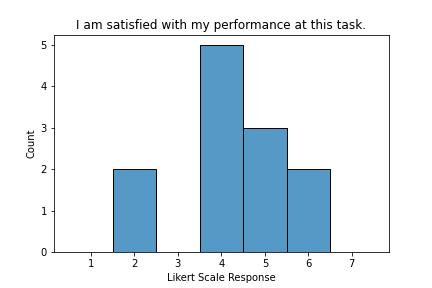 I am satisfied with my performance at this task.
5
4
3
2
1
0
Count
1 2 3 4 5 6 7
Likert Scale Response